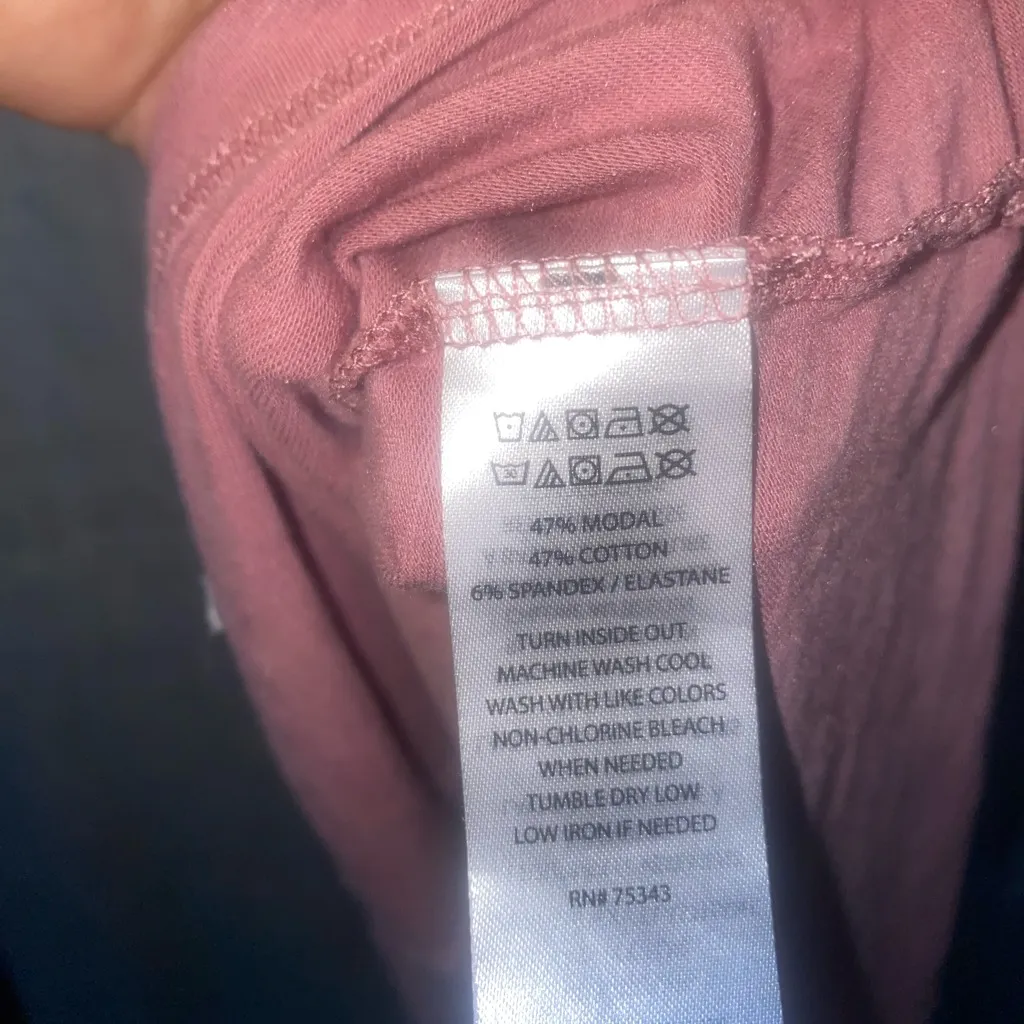 47% MODAL
47% COTTON
6% SPANDEX / ELASTANE
TURN INSIDE OUT
MACHINE WASH COOL
WASH WITH LIKE COLORS
NON-CHLORINE BLEACH
WHEN NEEDED
TUMBLE DRY LOW
LOW IRON IF NEEDED
RN# 75343